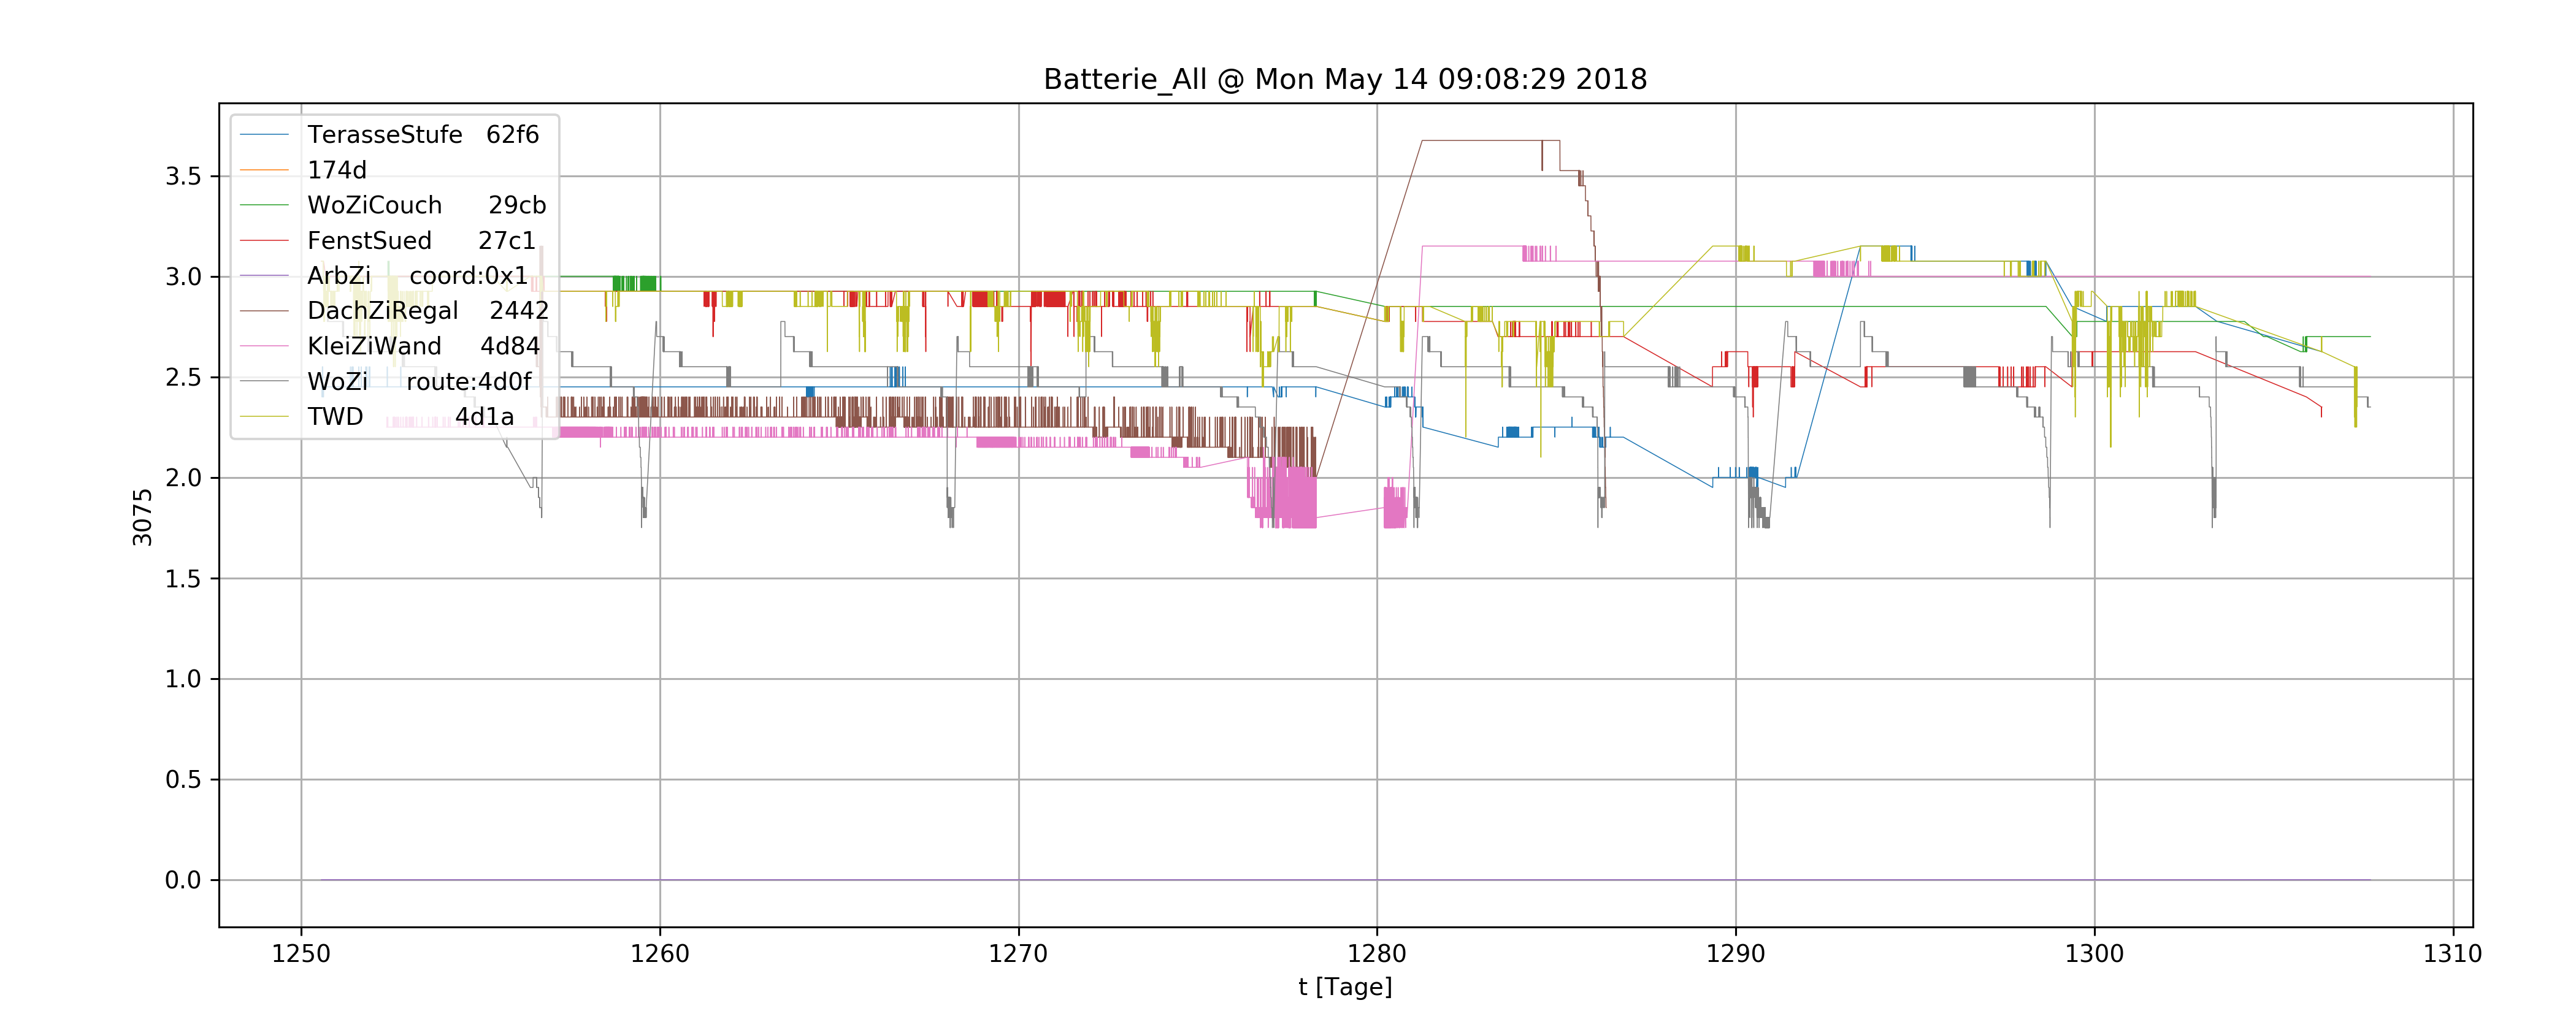 Batterie_All @ Mon May 14 09:08:29 2018
TerasseStufe 62f6
174d
WoZiCouch 29cb
FenstSued 27c1
ArbZi coord:0x1
DachZiRegal 2442
KleiZiWand 4d84
WoZi route:4d0f
TWD 4d1a
3.5
3.0
2.5
2.0
1.5
1.0
0.5
0.0
3075
1250 1260 1270 1280 1290 1300 1310
t [Tage]